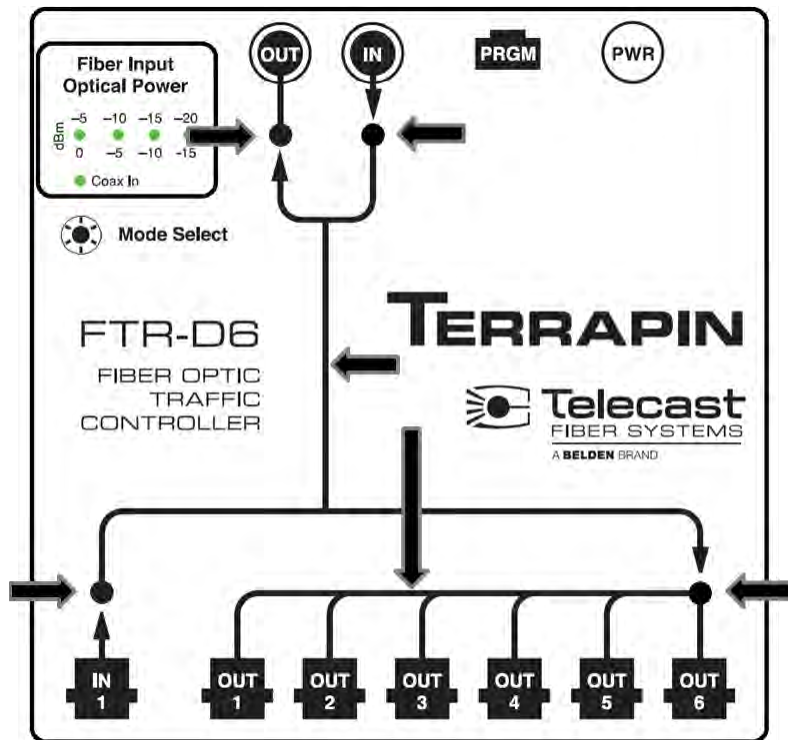 Fiber Input
Optical Power
OUT
IN
PRGM
PWR
dBm
–5 –10 –15 –20
0 –5 –10 -15
Coax In
Mode Select
FTR-D6
FIBER OPTIC
TRAFFIC
CONTROLLER
TERRAPIN
Telecast
FIBER SYSTEMS
A BELDEN BRAND
IN
1
OUT
1
OUT
2
OUT
3
OUT
4
OUT
5
OUT
6